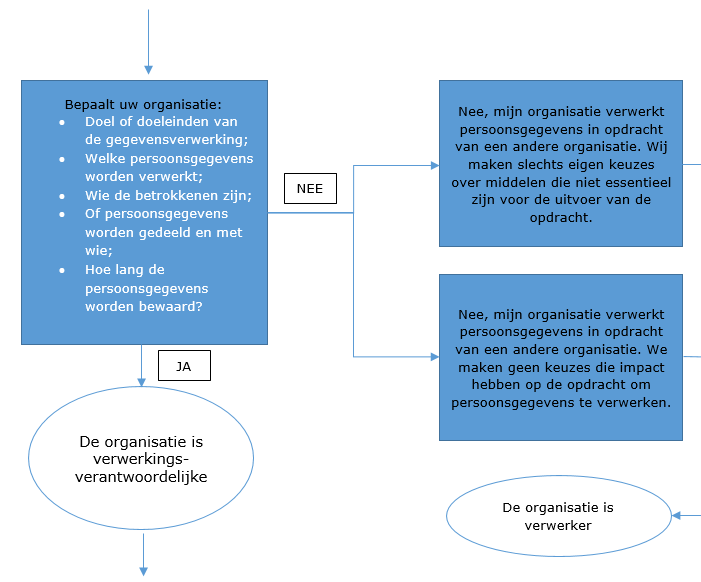 Bepaalt uw organisatie:
• Doel of doeleinden van
de gegevensverwerking;
• Welke persoonsgegevens
worden verwerkt;
• Wie de betrokkenen zijn;
• Of persoonsgegevens
worden gedeeld en met
wie;
• Hoe lang de
persoonsgegevens
worden bewaard?
NEE
Nee, mijn organisatie verwerkt
persoonsgegevens in opdracht
van een andere organisatie. Wij
maken slechts eigen keuzes
over middelen die niet essentieel
zijn voor de uitvoer van de
opdracht.
Nee, mijn organisatie verwerkt
persoonsgegevens in opdracht
van een andere organisatie. We
maken geen keuzes die impact
hebben op de opdracht om
persoonsgegevens te verwerken.
JA
De organisatie is
verwerkings-
verantwoordelijke
De organisatie is
verwerker